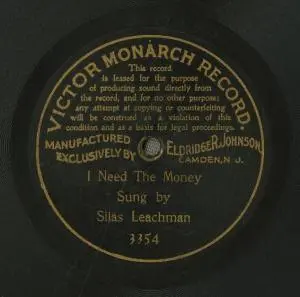 VICTOR MONARCH RECORD.
This record
is leased for the purpose
of producing sound directly from
the record, and for no other purpose;
any attempt at copying or counterfeiting
will be construed as a violation of this
condition and as a basis for legal proceedings.
MANUFACTURED
EXCLUSIVELY BY
ELDRIDGE R. JOHNSON,
CAMDEN, N. J.
I Need The Money
Sung by
Silas Leachman
3354